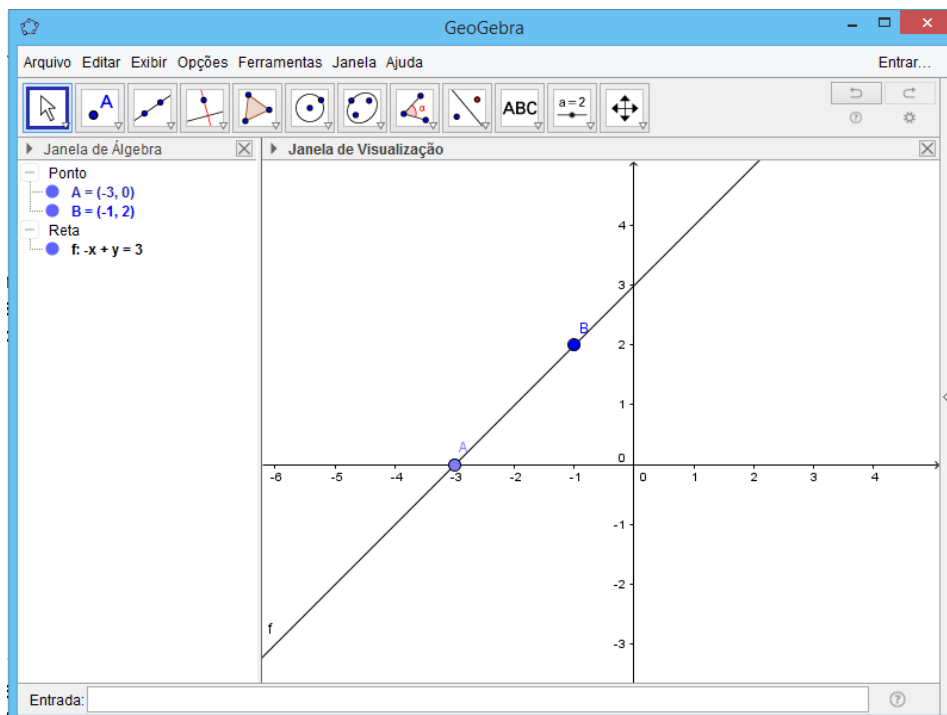 GeoGebra
Arquivo Editar Exibir Opções Ferramentas Janela Ajuda Entrar...
A α ABC a = 2
Janela de Álgebra
Ponto
A = (-3, 0)
B = (-1, 2)
Reta
f: -x + y = 3
Janela de Visualização
4
3
B
2
1
A
0
-6 -5 -4 -3 -2 -1 0 1 2 3 4
-1
-2
f
-3
Entrada: